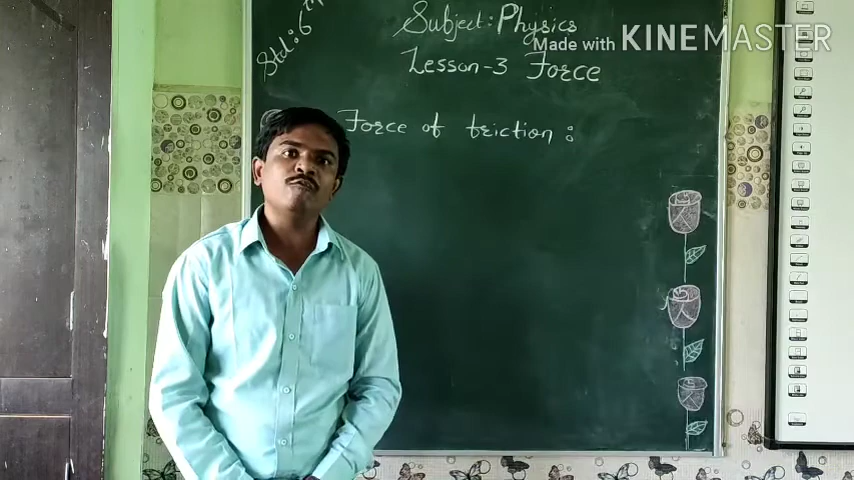 Std: 6th
Subject: Physics
Lesson-3 Force
Force of friction :
Made with KINEMASTER